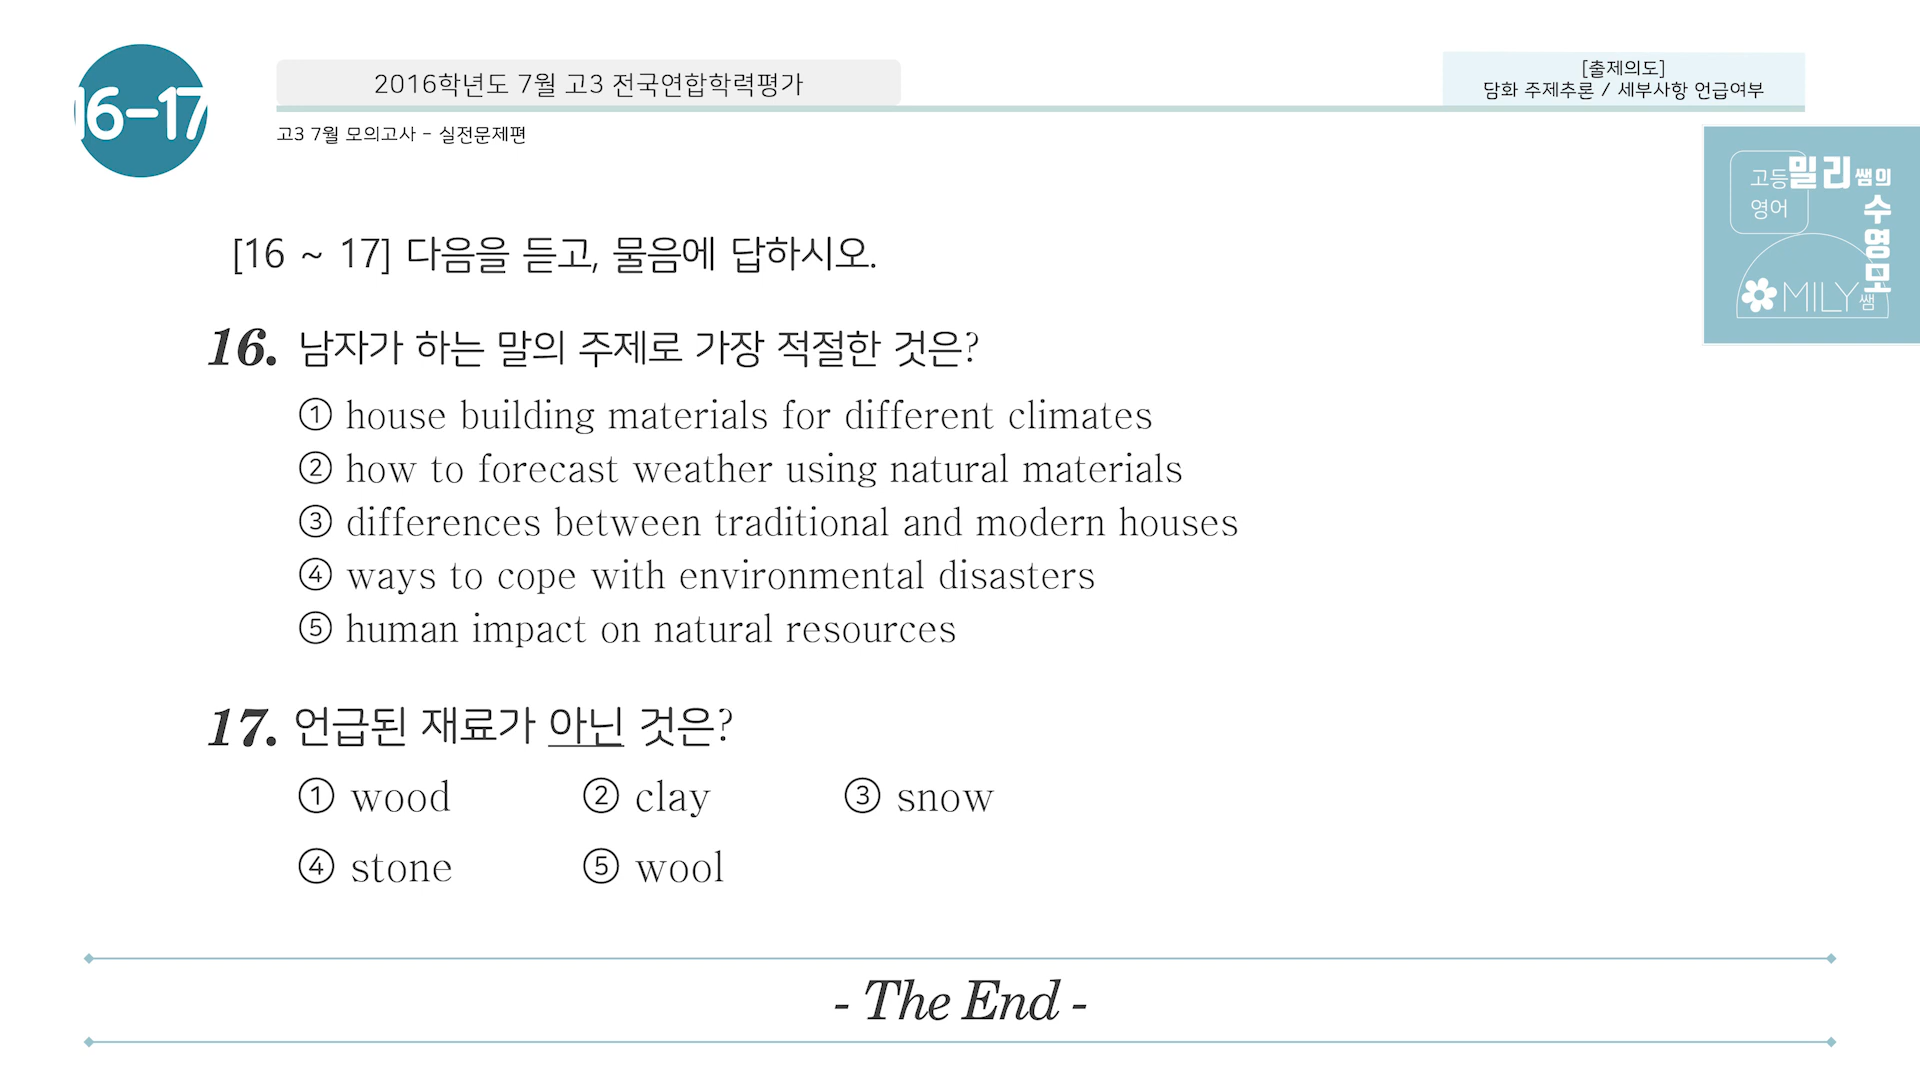 16-17
2016학년도 7월 고3 전국연합학력평가
[출제의도]
담화 주제추론 / 세부사항 언급여부
고3 7월 모의고사 - 실전문제편
고등 영어
밀리쌤의
수영모
MILY쌤
[16 ~ 17] 다음을 듣고, 물음에 답하시오.
16. 남자가 하는 말의 주제로 가장 적절한 것은?
① house building materials for different climates
② how to forecast weather using natural materials
③ differences between traditional and modern houses
④ ways to cope with environmental disasters
⑤ human impact on natural resources
17. 언급된 재료가 아닌 것은?
① wood ② clay ③ snow
④ stone ⑤ wool
- The End -